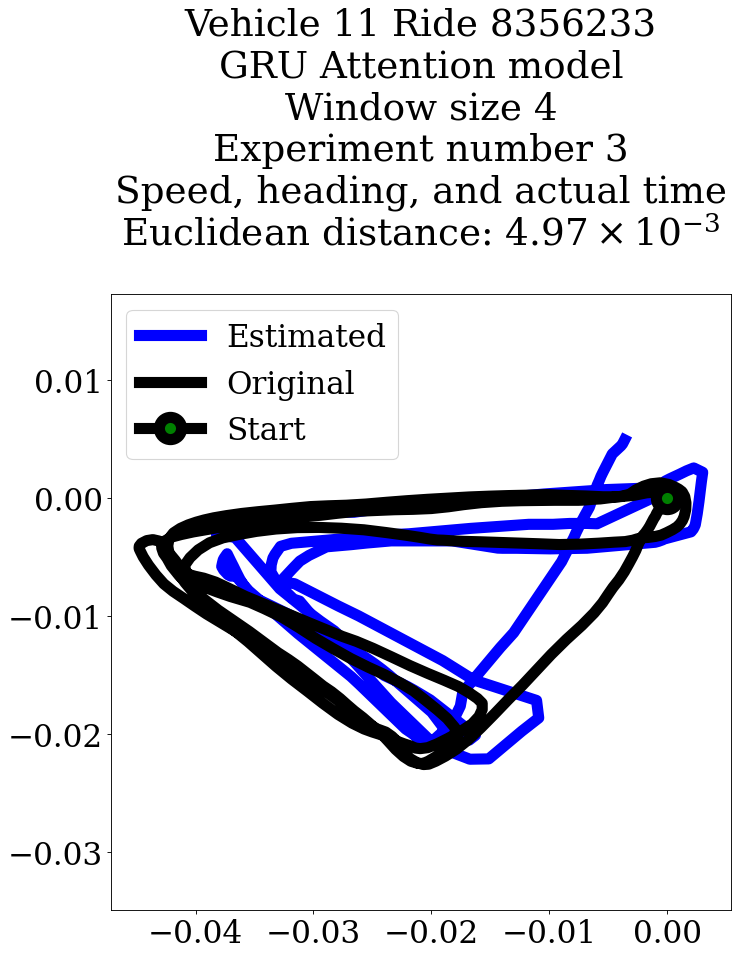 Vehicle 11 Ride 8356233
GRU Attention model
Window size 4
Experiment number 3
Speed, heading, and actual time
Euclidean distance: 4.97 × 10⁻³
Estimated
Original
Start
0.01
0.00
−0.01
−0.02
−0.03
−0.04 −0.03 −0.02 −0.01 0.00